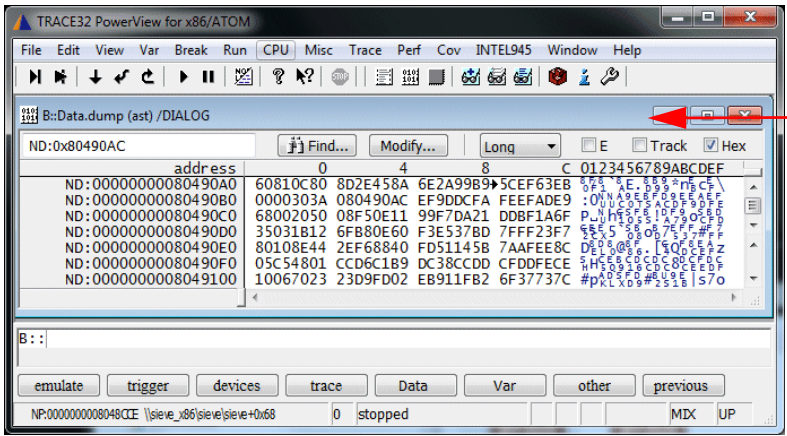 TRACE32 PowerView for x86/ATOM
File Edit View Var Break Run CPU Misc Trace Perf Cov INTEL945 Window Help
B::Data.dump (ast) /DIALOG
ND:0x80490AC Find... Modify... Long E Track Hex
address 0 4 8 C 0123456789ABCDEF
ND:00000000080490A0 60810C80 8D2E458A 6E2A99B9 5CEF63EB
ND:00000000080490B0 0000303A 080490AC EF9DDCFA FEEFADE9
ND:00000000080490C0 68002050 08F50E11 99F7DA21 DDBF1A6F
ND:00000000080490D0 35031B12 6FB80E60 F3E537BD 7FFF23F7
ND:00000000080490E0 80108E44 2EF68840 FD51145B 7AAFEE8C
ND:00000000080490F0 05C54801 CCD6C1B9 DC38CCDD CFDDFECE
ND:0000000008049100 10067023 23D9FD02 EB911FB2 6F37737C
B::
emulate trigger devices trace Data Var other previous
NP:0000000008048CCE \\sieve_x86\sieve\sieve+0x68 0 stopped MIX UP